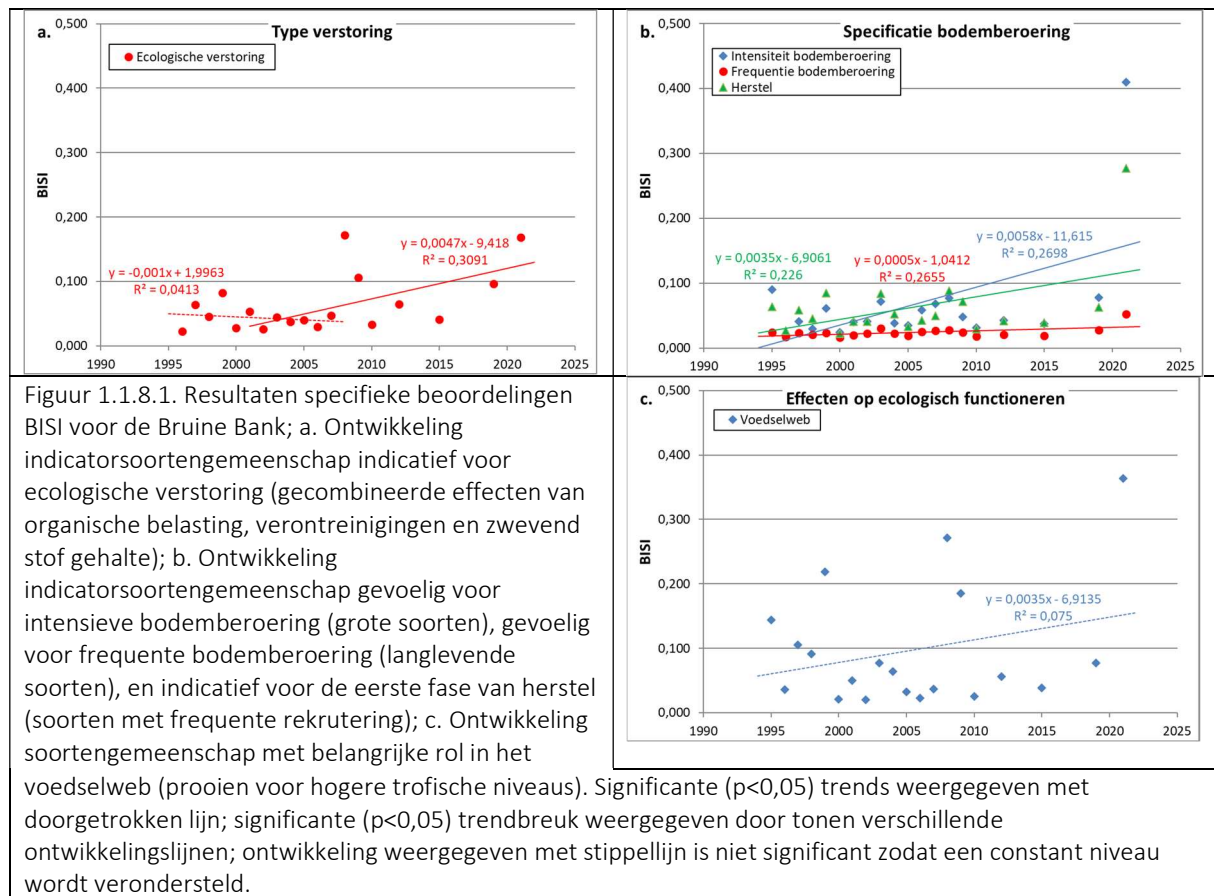 a.
Type verstoring
Ecologische verstoring
BISI
0,500
0,400
0,300
0,200
0,100
0,000
1990 1995 2000 2005 2010 2015 2020 2025
y = -0,001x + 1,9963
R² = 0,0413
y = 0,0047x - 9,418
R² = 0,3091
b.
Specificatie bodemberoering
Intensiteit bodemberoering
Frequentie bodemberoering
Herstel
BISI
0,500
0,400
0,300
0,200
0,100
0,000
1990 1995 2000 2005 2010 2015 2020 2025
y = 0,0035x - 6,9061
R² = 0,226
y = 0,0005x - 1,0412
R² = 0,2655
y = 0,0058x - 11,615
R² = 0,2698
Figuur 1.1.8.1. Resultaten specifieke beoordelingen
BISI voor de Bruine Bank; a. Ontwikkeling
indicatorsoortengemeenschap indicatief voor
ecologische verstoring (gecombineerde effecten van
organische belasting, verontreinigingen en zwevend
stof gehalte); b. Ontwikkeling
indicatorsoortengemeenschap gevoelig voor
intensieve bodemberoering (grote soorten), gevoelig
voor frequente bodemberoering (langlevende
soorten), en indicatief voor de eerste fase van herstel
(soorten met frequente rekrutering); c. Ontwikkeling
soortengemeenschap met belangrijke rol in het
voedselweb (prooien voor hogere trofische niveaus). Significante (p<0,05) trends weergegeven met
doorgetrokken lijn; significante (p<0,05) trendbreuk weergegeven door tonen verschillende
ontwikkelingslijnen; ontwikkeling weergegeven met stippellijn is niet significant zodat een constant niveau
wordt verondersteld.
c.
Effecten op ecologisch functioneren
Voedselweb
BISI
0,500
0,400
0,300
0,200
0,100
0,000
1990 1995 2000 2005 2010 2015 2020 2025
y = 0,0035x - 6,9135
R² = 0,075